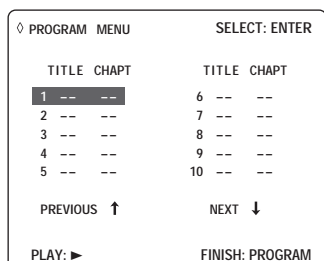 ◊ PROGRAM MENU SELECT: ENTER
TITLE CHAPT TITLE CHAPT
1 -- -- 6 -- --
2 -- -- 7 -- --
3 -- -- 8 -- --
4 -- -- 9 -- --
5 -- -- 10 -- --
PREVIOUS ↑ NEXT ↓
PLAY: ► FINISH: PROGRAM